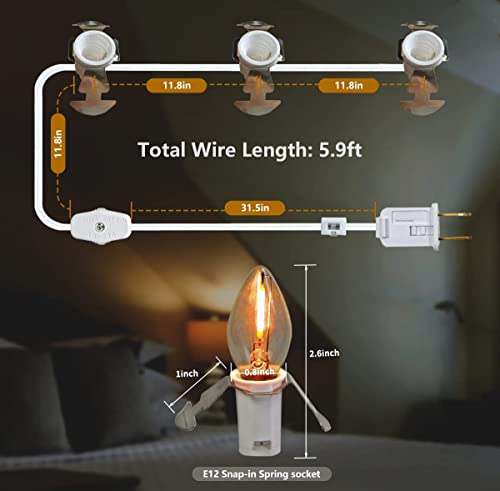 11.8in
11.8in
11.8in
Total Wire Length: 5.9ft
31.5in
2.6inch
1inch
0.8inch
E12 Snap-in Spring socket